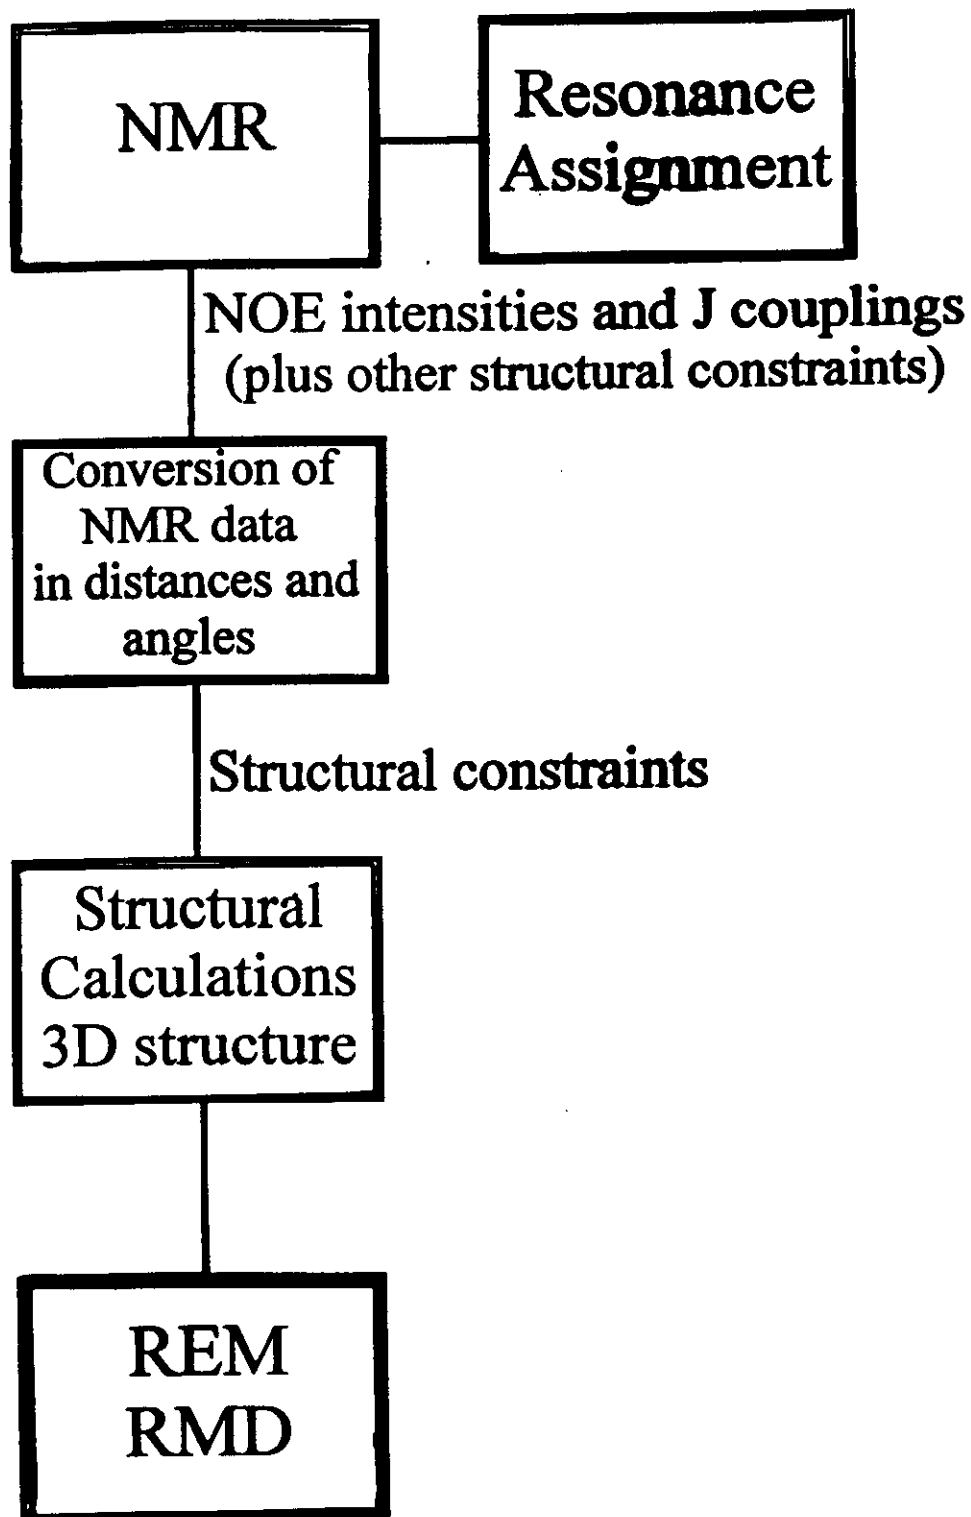 NMR
Resonance
Assignment
NOE intensities and J couplings
(plus other structural constraints)
Conversion of
NMR data
in distances and
angles
Structural constraints
Structural
Calculations
3D structure
REM
RMD